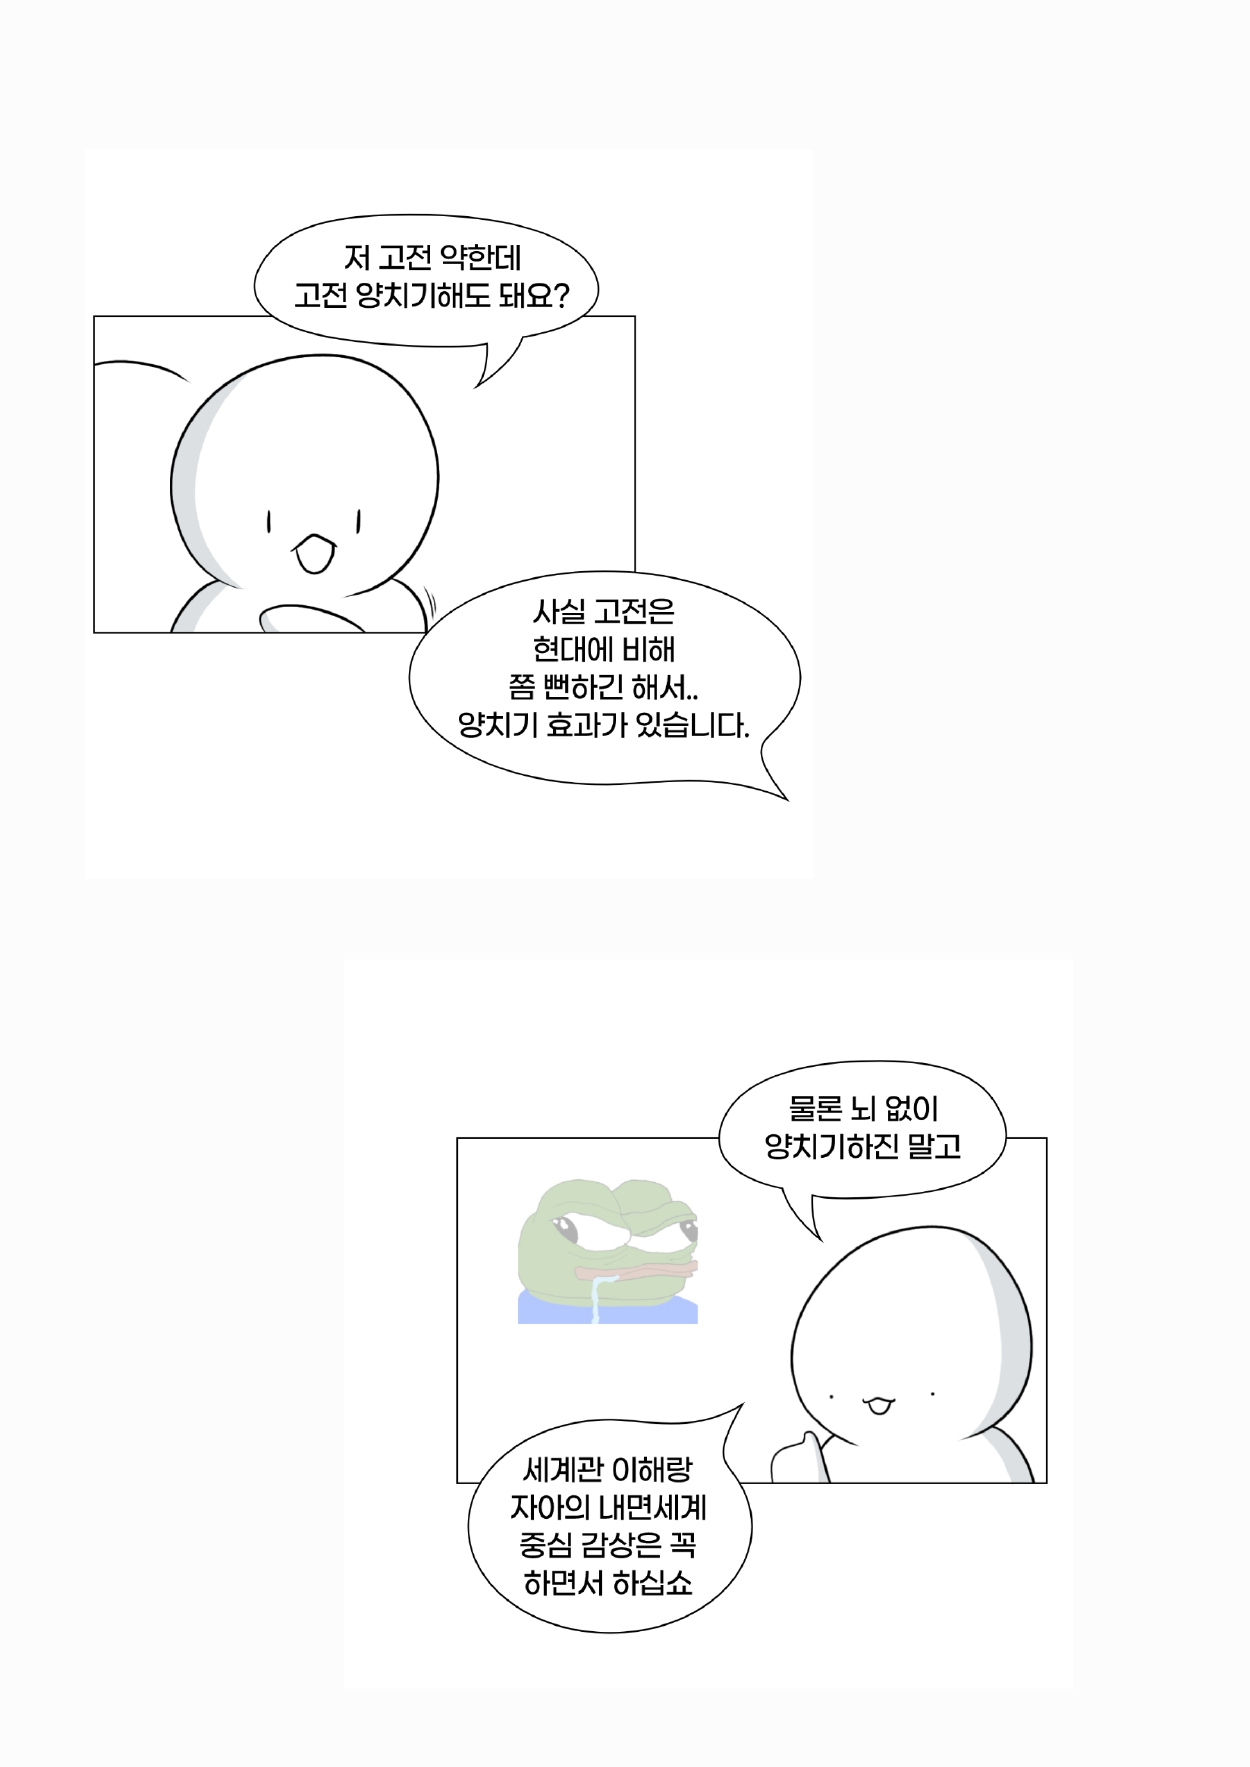 저 고전 약한데
고전 양치기해도 돼요?
사실 고전은
현대에 비해
쫌 뻔하긴 해서..
양치기 효과가 있습니다.
물론 뇌 없이
양치기하진 말고
세계관 이해랑
자아의 내면세계
중심 감상은 꼭
하면서 하십쇼